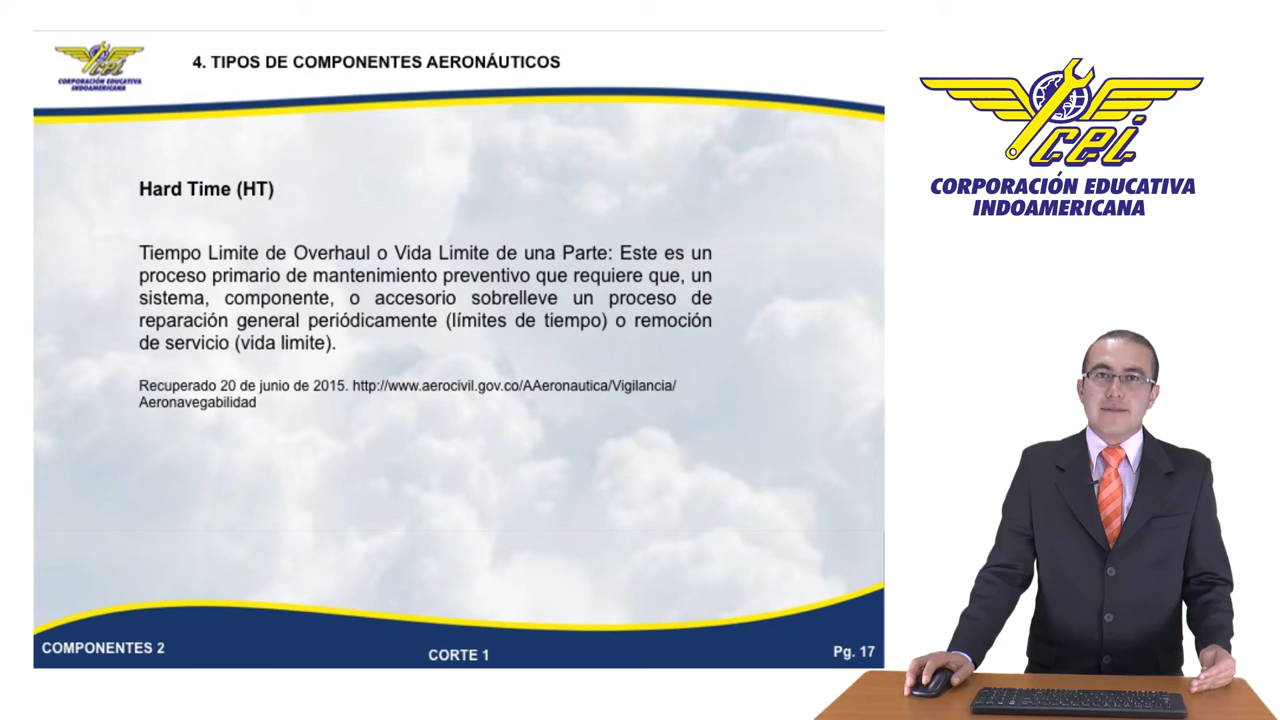 cei
CORPORACIÓN EDUCATIVA
INDOAMERICANA
4. TIPOS DE COMPONENTES AERONÁUTICOS
Hard Time (HT)
Tiempo Limite de Overhaul o Vida Limite de una Parte: Este es un
proceso primario de mantenimiento preventivo que requiere que, un
sistema, componente, o accesorio sobrelleve un proceso de
reparación general periódicamente (límites de tiempo) o remoción
de servicio (vida limite).
Recuperado 20 de junio de 2015. http://www.aerocivil.gov.co/AAeronautica/Vigilancia/
Aeronavegabilidad
COMPONENTES 2
CORTE 1
Pg. 17
cei
CORPORACIÓN EDUCATIVA
INDOAMERICANA